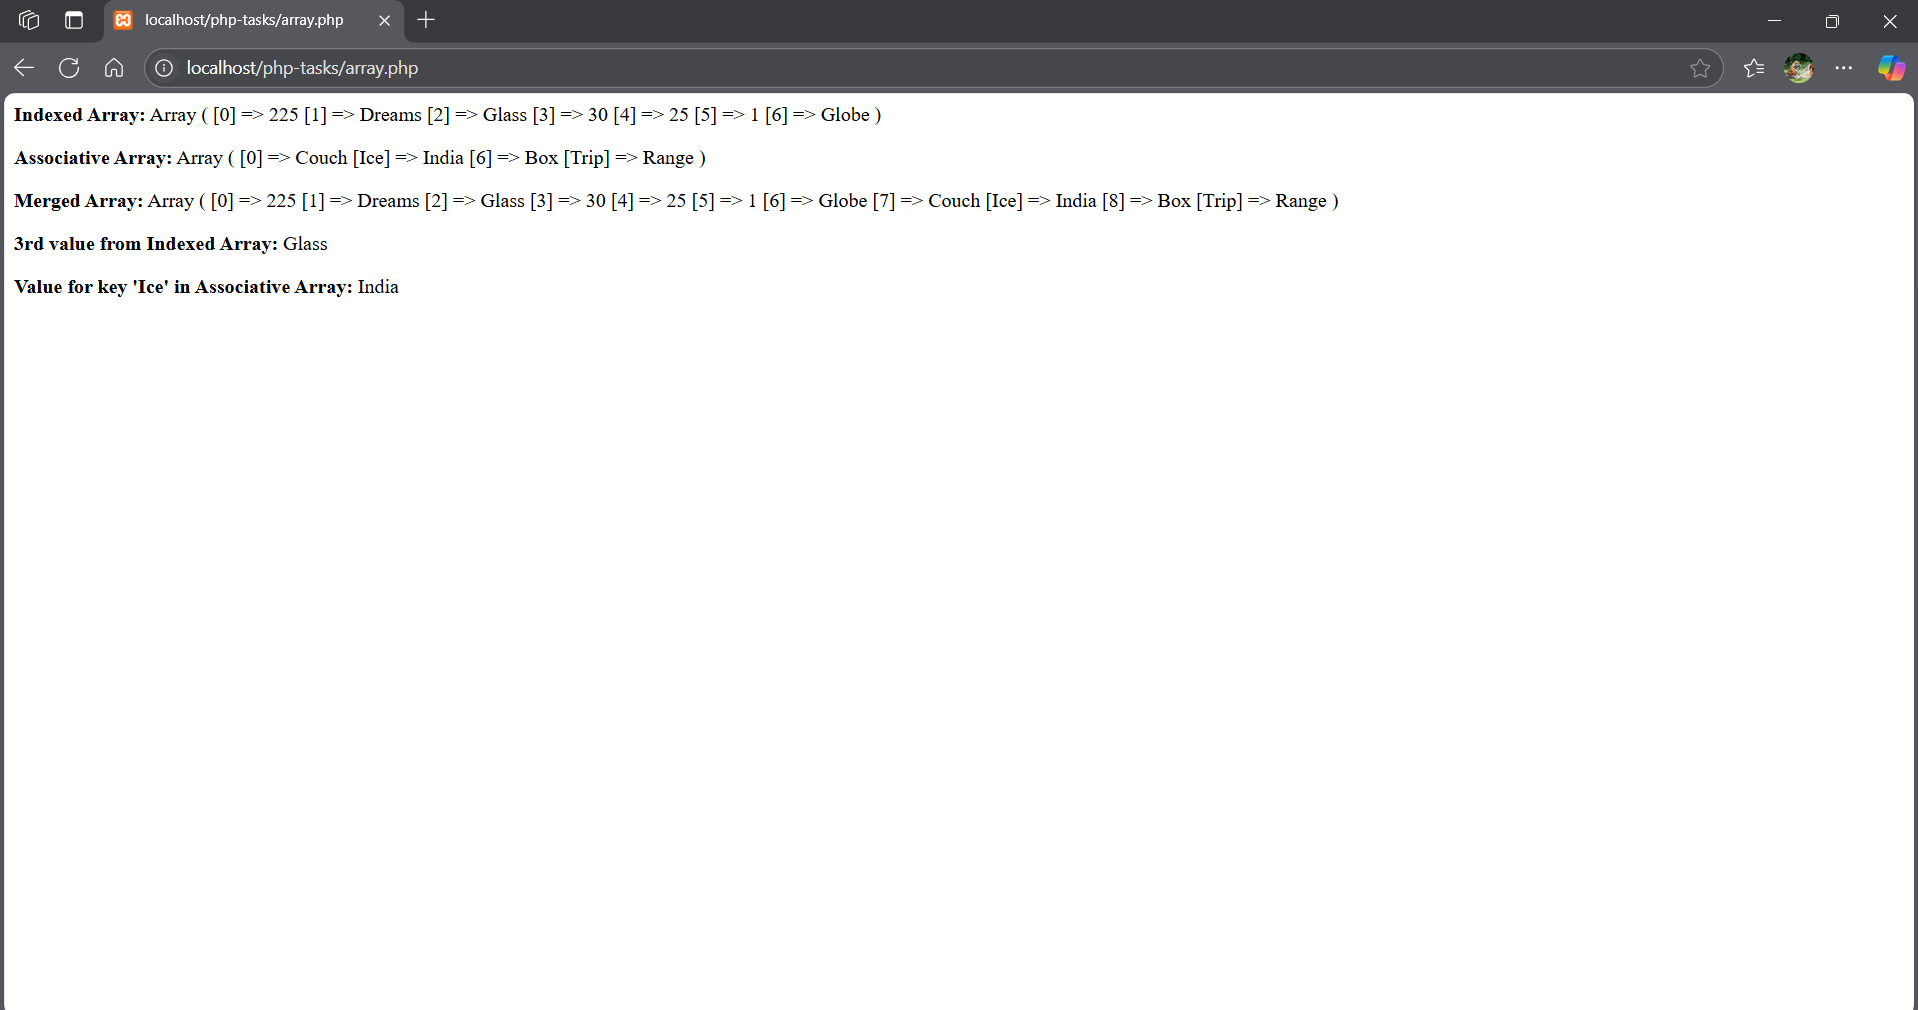 localhost/php-tasks/array.php
localhost/php-tasks/array.php
Indexed Array: Array ( [0] => 225 [1] => Dreams [2] => Glass [3] => 30 [4] => 25 [5] => 1 [6] => Globe )
Associative Array: Array ( [0] => Couch [Ice] => India [6] => Box [Trip] => Range )
Merged Array: Array ( [0] => 225 [1] => Dreams [2] => Glass [3] => 30 [4] => 25 [5] => 1 [6] => Globe [7] => Couch [Ice] => India [8] => Box [Trip] => Range )
3rd value from Indexed Array: Glass
Value for key 'Ice' in Associative Array: India